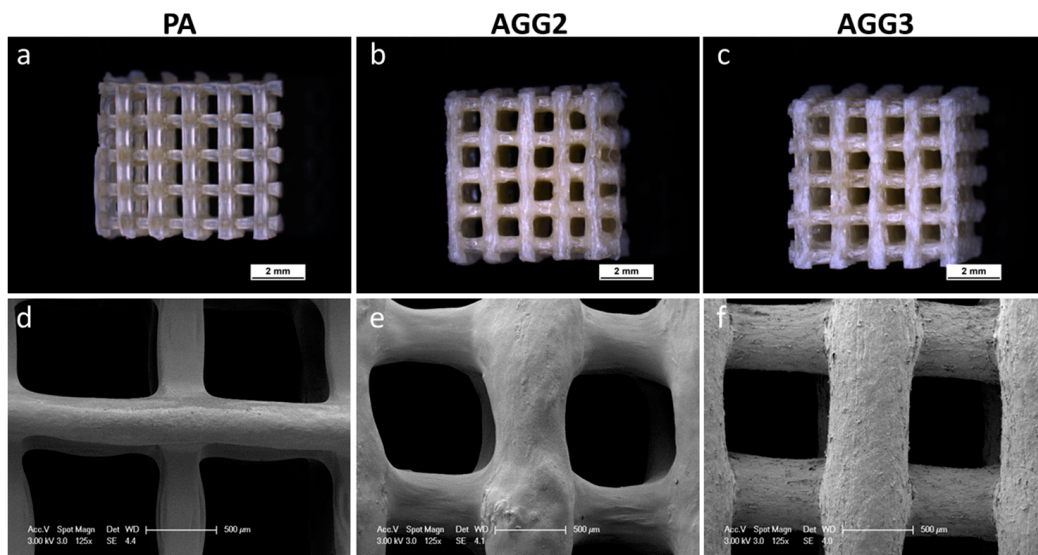 PA AGG2 AGG3
a b c
2 mm 2 mm 2 mm
d e f
Acc.V Spot Magn Det WD 500 µm
3.00 kV 3.0 125x SE 4.4
Acc.V Spot Magn Det WD 500 µm
3.00 kV 3.0 125x SE 4.1
Acc.V Spot Magn Det WD 500 µm
3.00 kV 3.0 125x SE 4.0